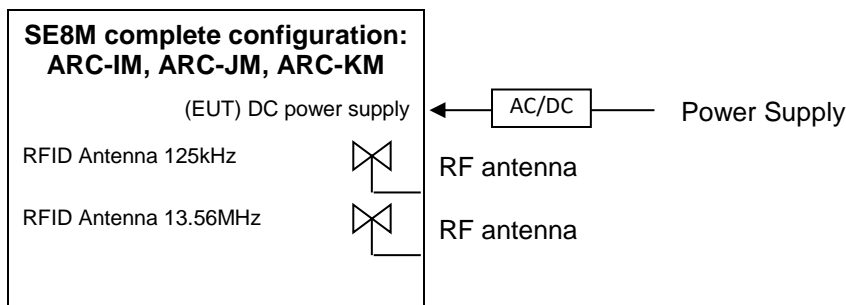 SE8M complete configuration:
ARC-IM, ARC-JM, ARC-KM
(EUT) DC power supply
AC/DC
Power Supply
RFID Antenna 125kHz
RF antenna
RFID Antenna 13.56MHz
RF antenna